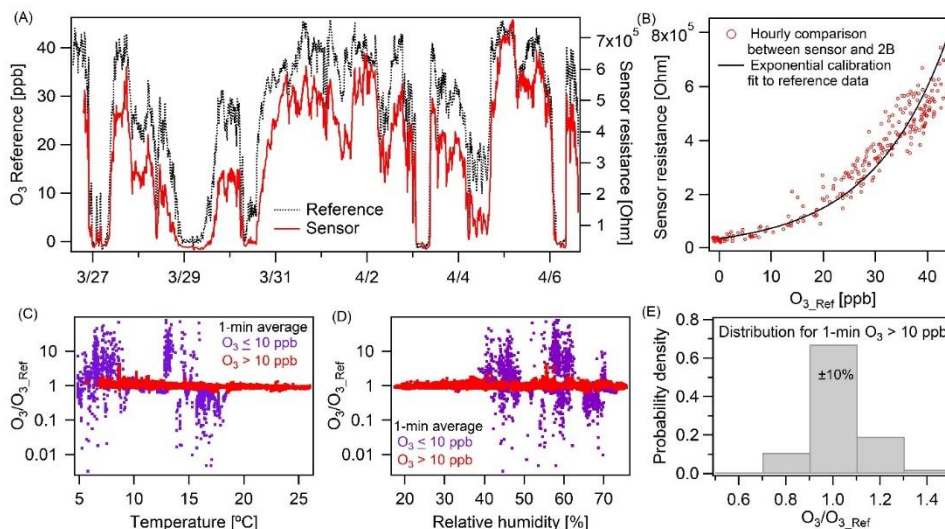 (A)
O₃ Reference [ppb]
40
30
20
10
0
3/27
3/29
3/31
4/2
4/4
4/6
Reference
Sensor
7x10⁵
6
5
4
3
2
1
Sensor resistance
[Ohm]
(B)
8x10⁵
6
4
2
0
Sensor resistance [Ohm]
Hourly comparison
between sensor and 2B
Exponential calibration
fit to reference data
0
10
20
30
40
O₃_Ref [ppb]
(C)
O₃/O₃_Ref
10
1
0.1
0.01
1-min average
O₃ ≤ 10 ppb
O₃ > 10 ppb
5
10
15
20
25
Temperature [ºC]
(D)
O₃/O₃_Ref
10
1
0.1
0.01
1-min average
O₃ ≤ 10 ppb
O₃ > 10 ppb
20
30
40
50
60
70
Relative humidity [%]
(E)
Probability density
0.8
0.6
0.4
0.2
0.0
Distribution for 1-min O₃ > 10 ppb
±10%
0.6
0.8
1.0
1.2
1.4
O₃/O₃_Ref